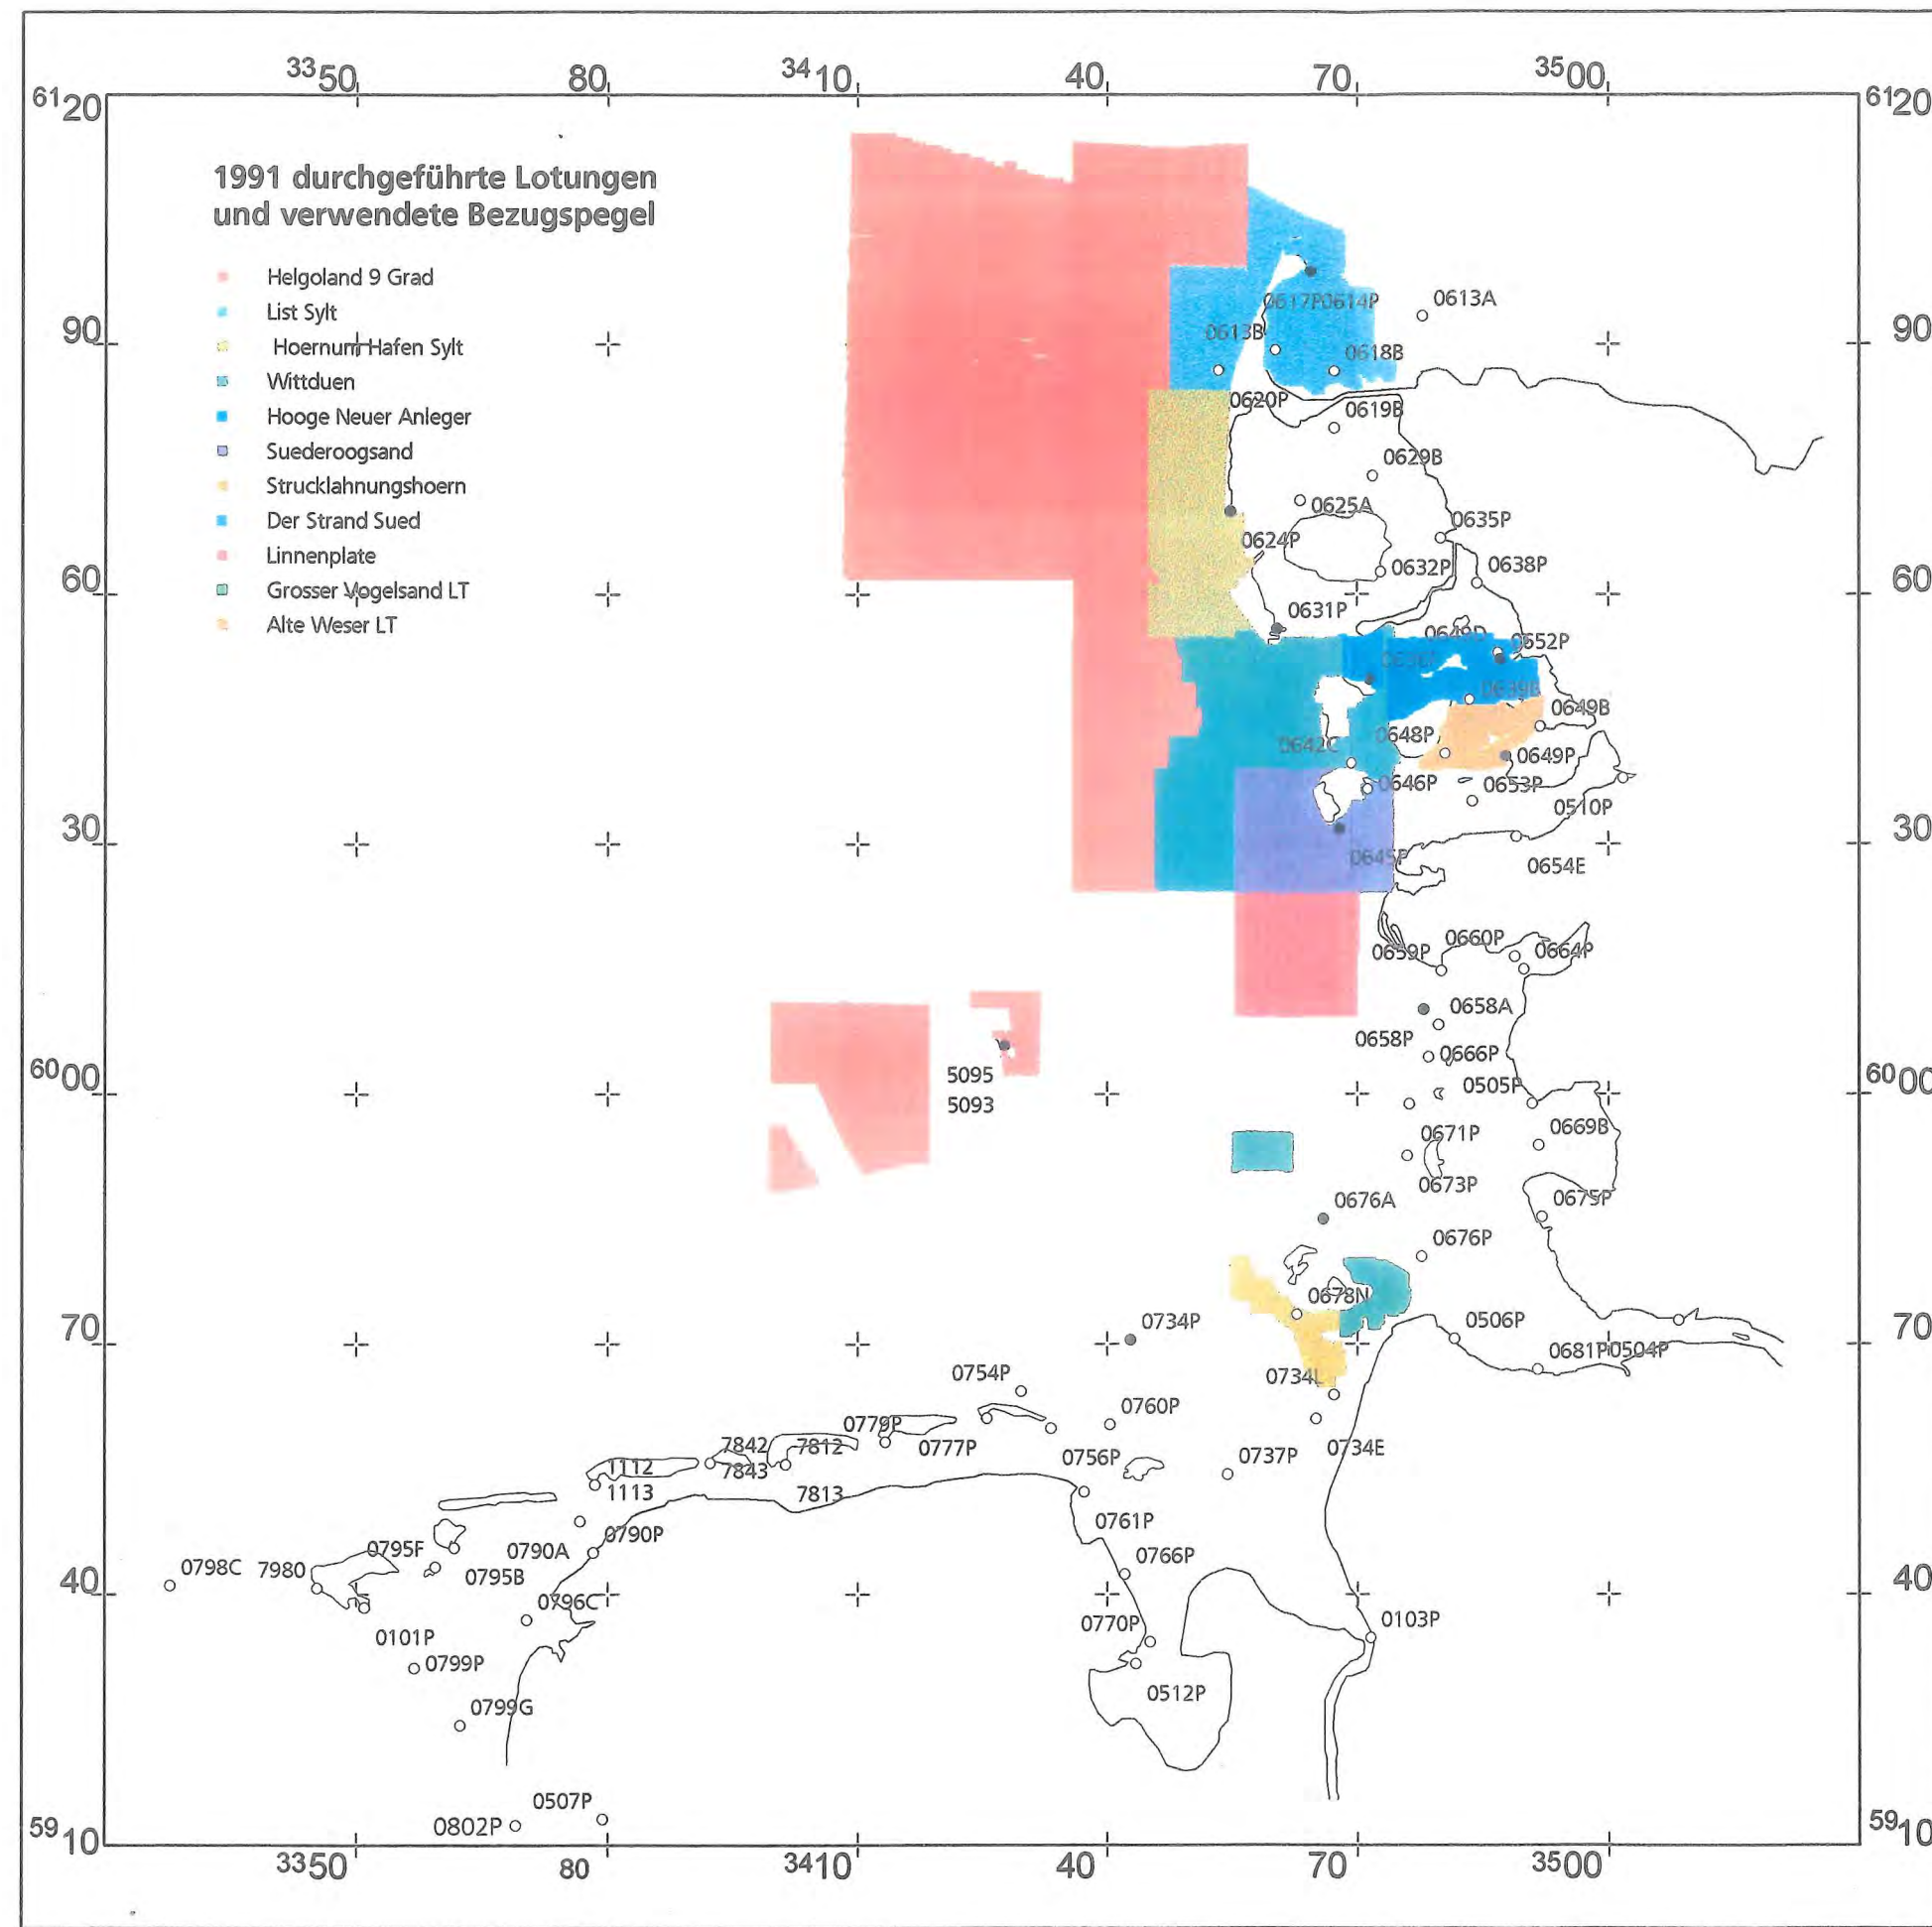 3350 80 3410 40 70 3500
6120 6120
1991 durchgeführte Lotungen
und verwendete Bezugspegel
Helgoland 9 Grad
List Sylt
Hoernum Hafen Sylt
Wittduen
Hooge Neuer Anleger
Suederoogsand
Strucklahnungshoern
Der Strand Sued
Linnenplate
Grosser Vogelsand LT
Alte Weser LT
0613A
0617P 0614P
90 90
0613B
0618B
0620P
0619B
0629B
0625A
0635P
0624P
0638P
0632P
60 60
0631P
0652P
0639B
0649B
0648P
0642C
0649P
0646P
0653P
0510P
30 30
0645P
0654E
0660P
0659P
0664P
0658A
0658P
0666P
6000 6000
5095
0505P
5093
0671P
0669B
0673P
0676A
0675P
0676P
0678N
0734P
0506P
70 70
0681P 0504P
0754P
0734L
0760P
0779P
0777P
7842 7812
0734E
0756P
0737P
1112
7843
1113
7813
0761P
0790P
0795F
0790A
0766P
0798C
7980
0795B
40 40
0796C
0103P
0770P
0101P
0799P
0512P
0799G
0507P
0802P
5910 5910
3350 80 3410 40 70 3500